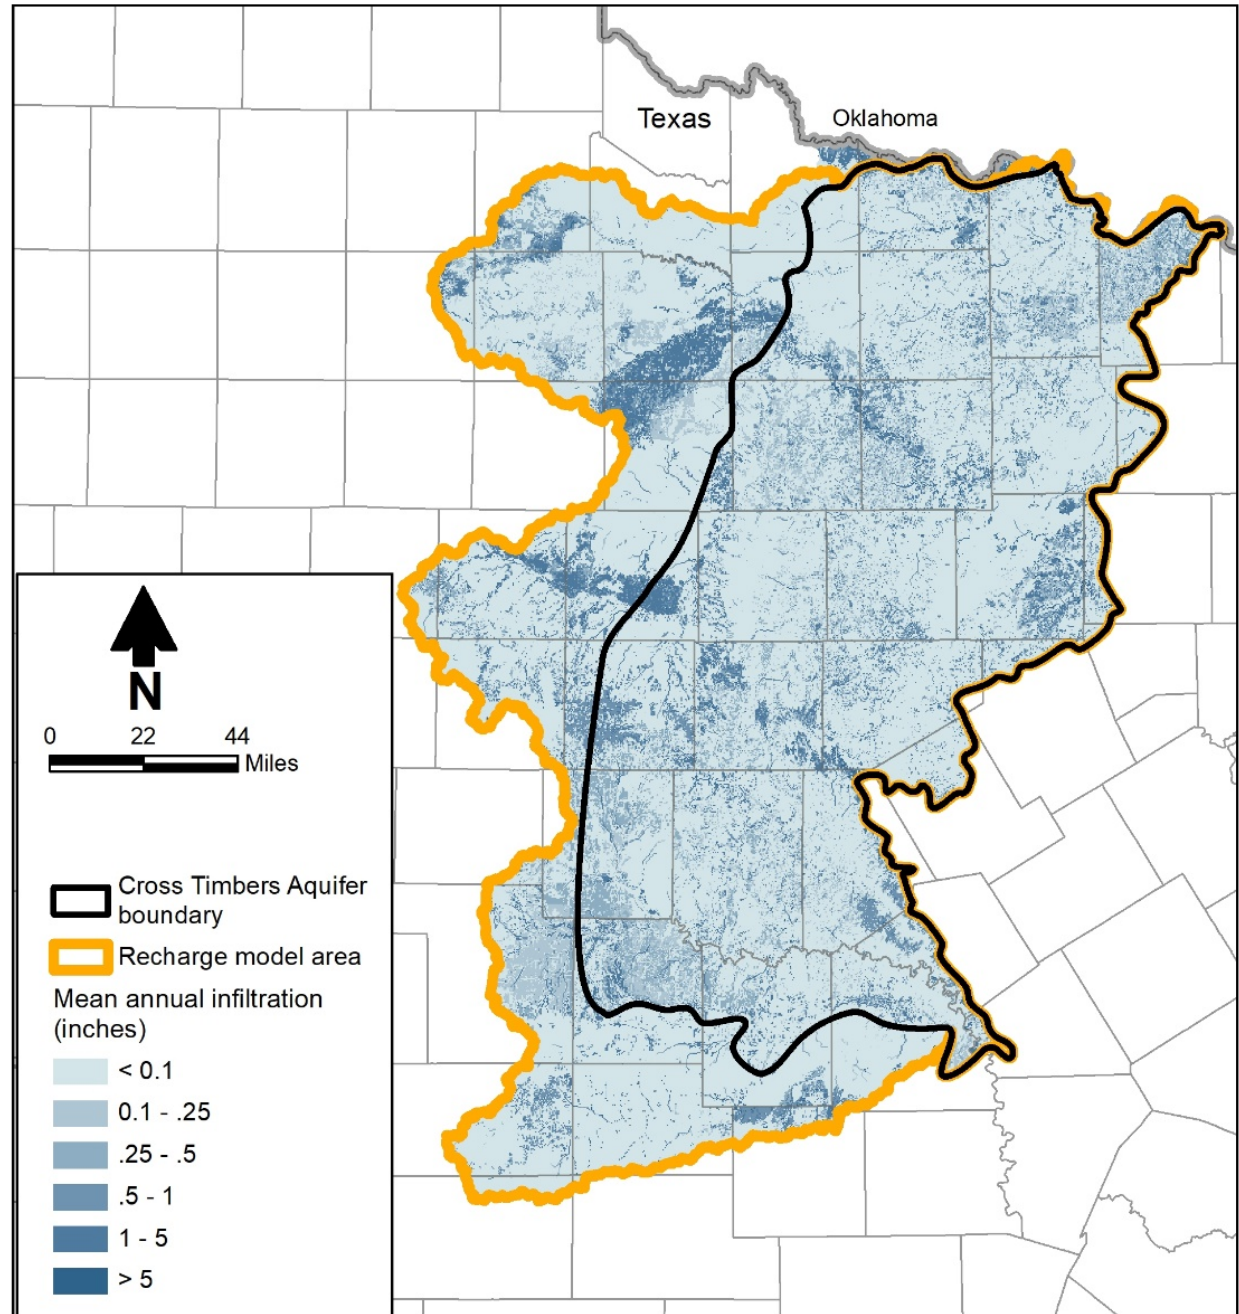 Texas
Oklahoma
N
0 22 44
Miles
Cross Timbers Aquifer
boundary
Recharge model area
Mean annual infiltration
(inches)
< 0.1
0.1 - .25
.25 - .5
.5 - 1
1 - 5
> 5